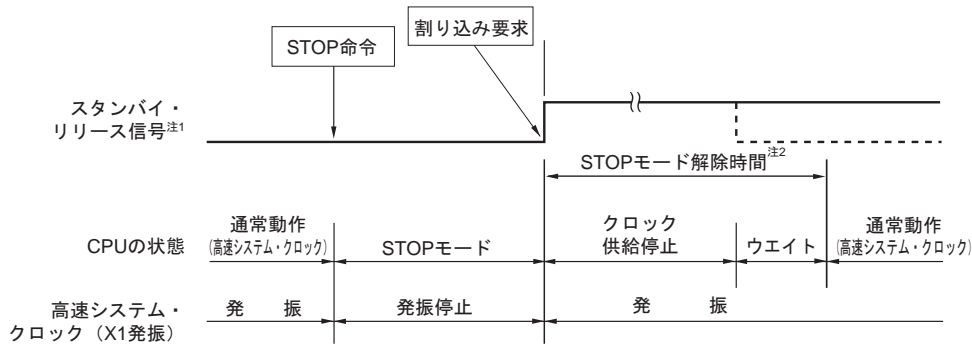 割り込み要求
STOP命令
スタンバイ・
リリース信号注1
STOPモード解除時間注2
通常動作
(高速システム・クロック)
クロック
供給停止
通常動作
(高速システム・クロック)
CPUの状態
STOPモード
ウエイト
高速システム・
クロック（X1発振）
発　振
発振停止
発　振